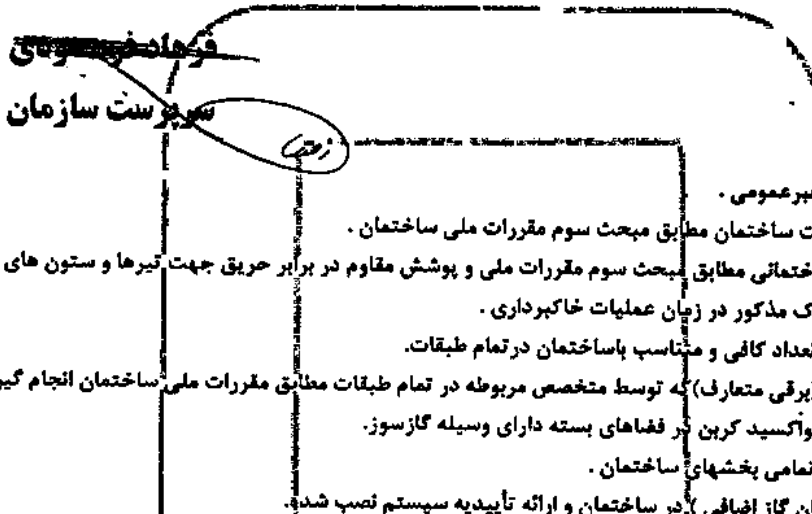 سرپرست سازمان
عمومی .
ساختمان مطابق مبحث سوم مقررات ملی ساختمان .
مطابق مبحث سوم مقررات ملی و پوشش مقاوم در برابر حریق جهت تیرها و ستون های
مذکور در زمان عملیات خاکبرداری .
تعداد کافی و متناسب باساختمان درتمام طبقات.
برقی متعارف)که توسط متخصص مربوطه در تمام طبقات مطابق مقررات ملی ساختمان انجام
کربن در فضاهای بسته دارای وسیله گازسوز.
تمامی بخشهای ساختمان .
گاز اضافی ) در ساختمان و ارائه تأییدیه سیستم نصب شده.